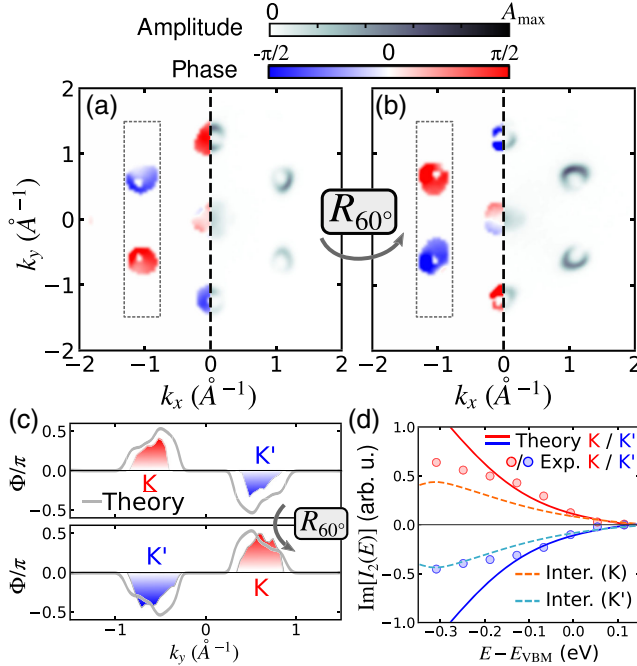 0 A_max
Amplitude
-π/2 0 π/2
Phase
(a) (b)
2 1 0 −1 −2
k_y (Å⁻¹)
R_60°
−2 −1 0 1 2
−1 0 1 2
k_x (Å⁻¹) k_x (Å⁻¹)
(c)
0.5 0.0 −0.5
Φ/π
K K'
Theory
R_60°
0.5 0.0 -0.5
Φ/π
K' K
−1 0 1
k_y (Å⁻¹)
(d)
1.0 0.5 0.0 −0.5 −1.0
Im[I_2(E)] (arb. u.)
Theory K / K'
/ Exp. K / K'
Inter. (K)
Inter. (K')
−0.3 −0.2 −0.1 0.0 0.1
E − E_VBM (eV)